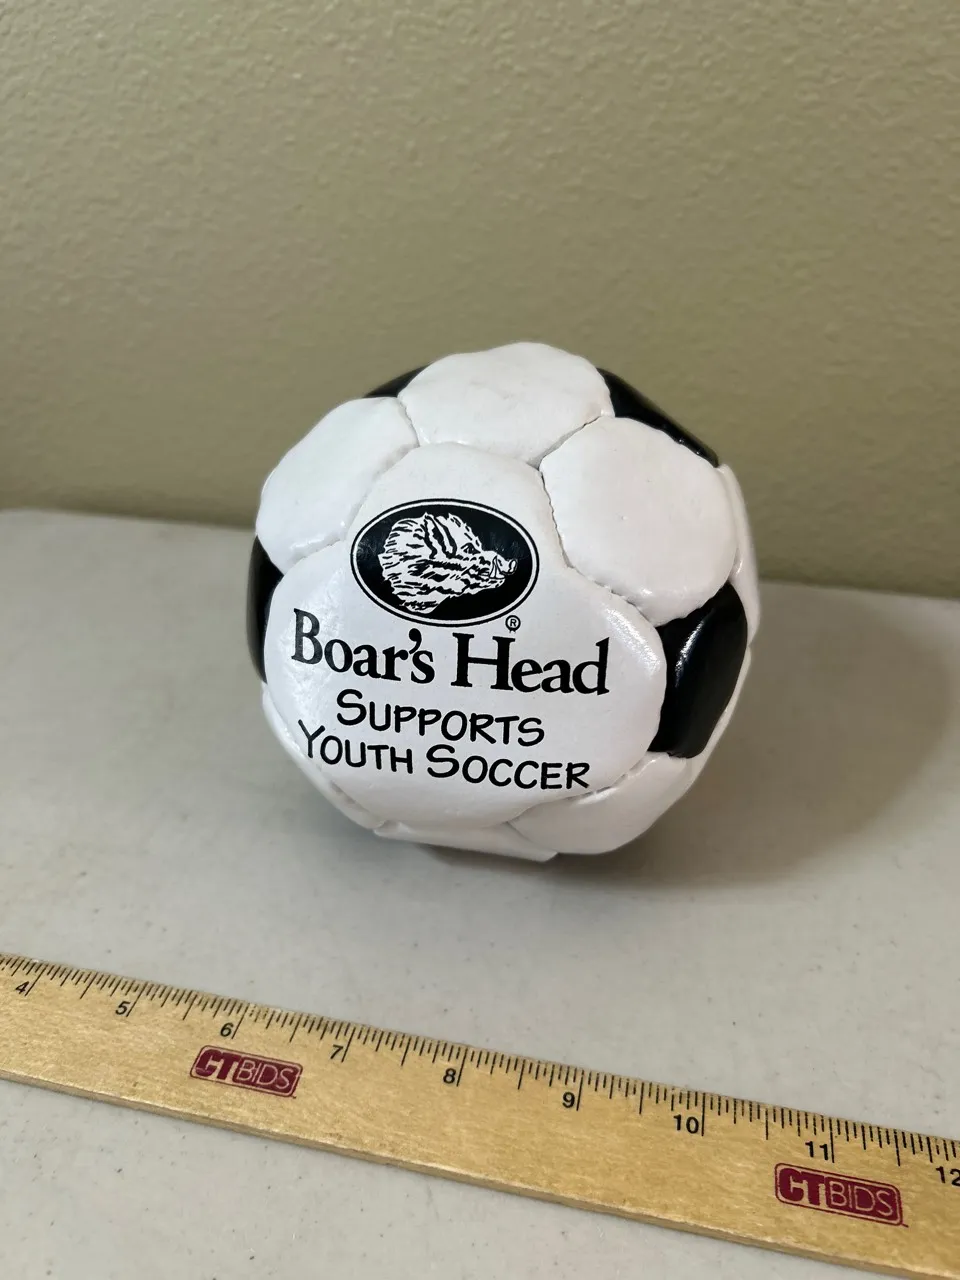 ®
Boar's Head
SUPPORTS
YOUTH SOCCER
4 5 6 7 8 9 10 11 12
CTBIDS
CTBIDS